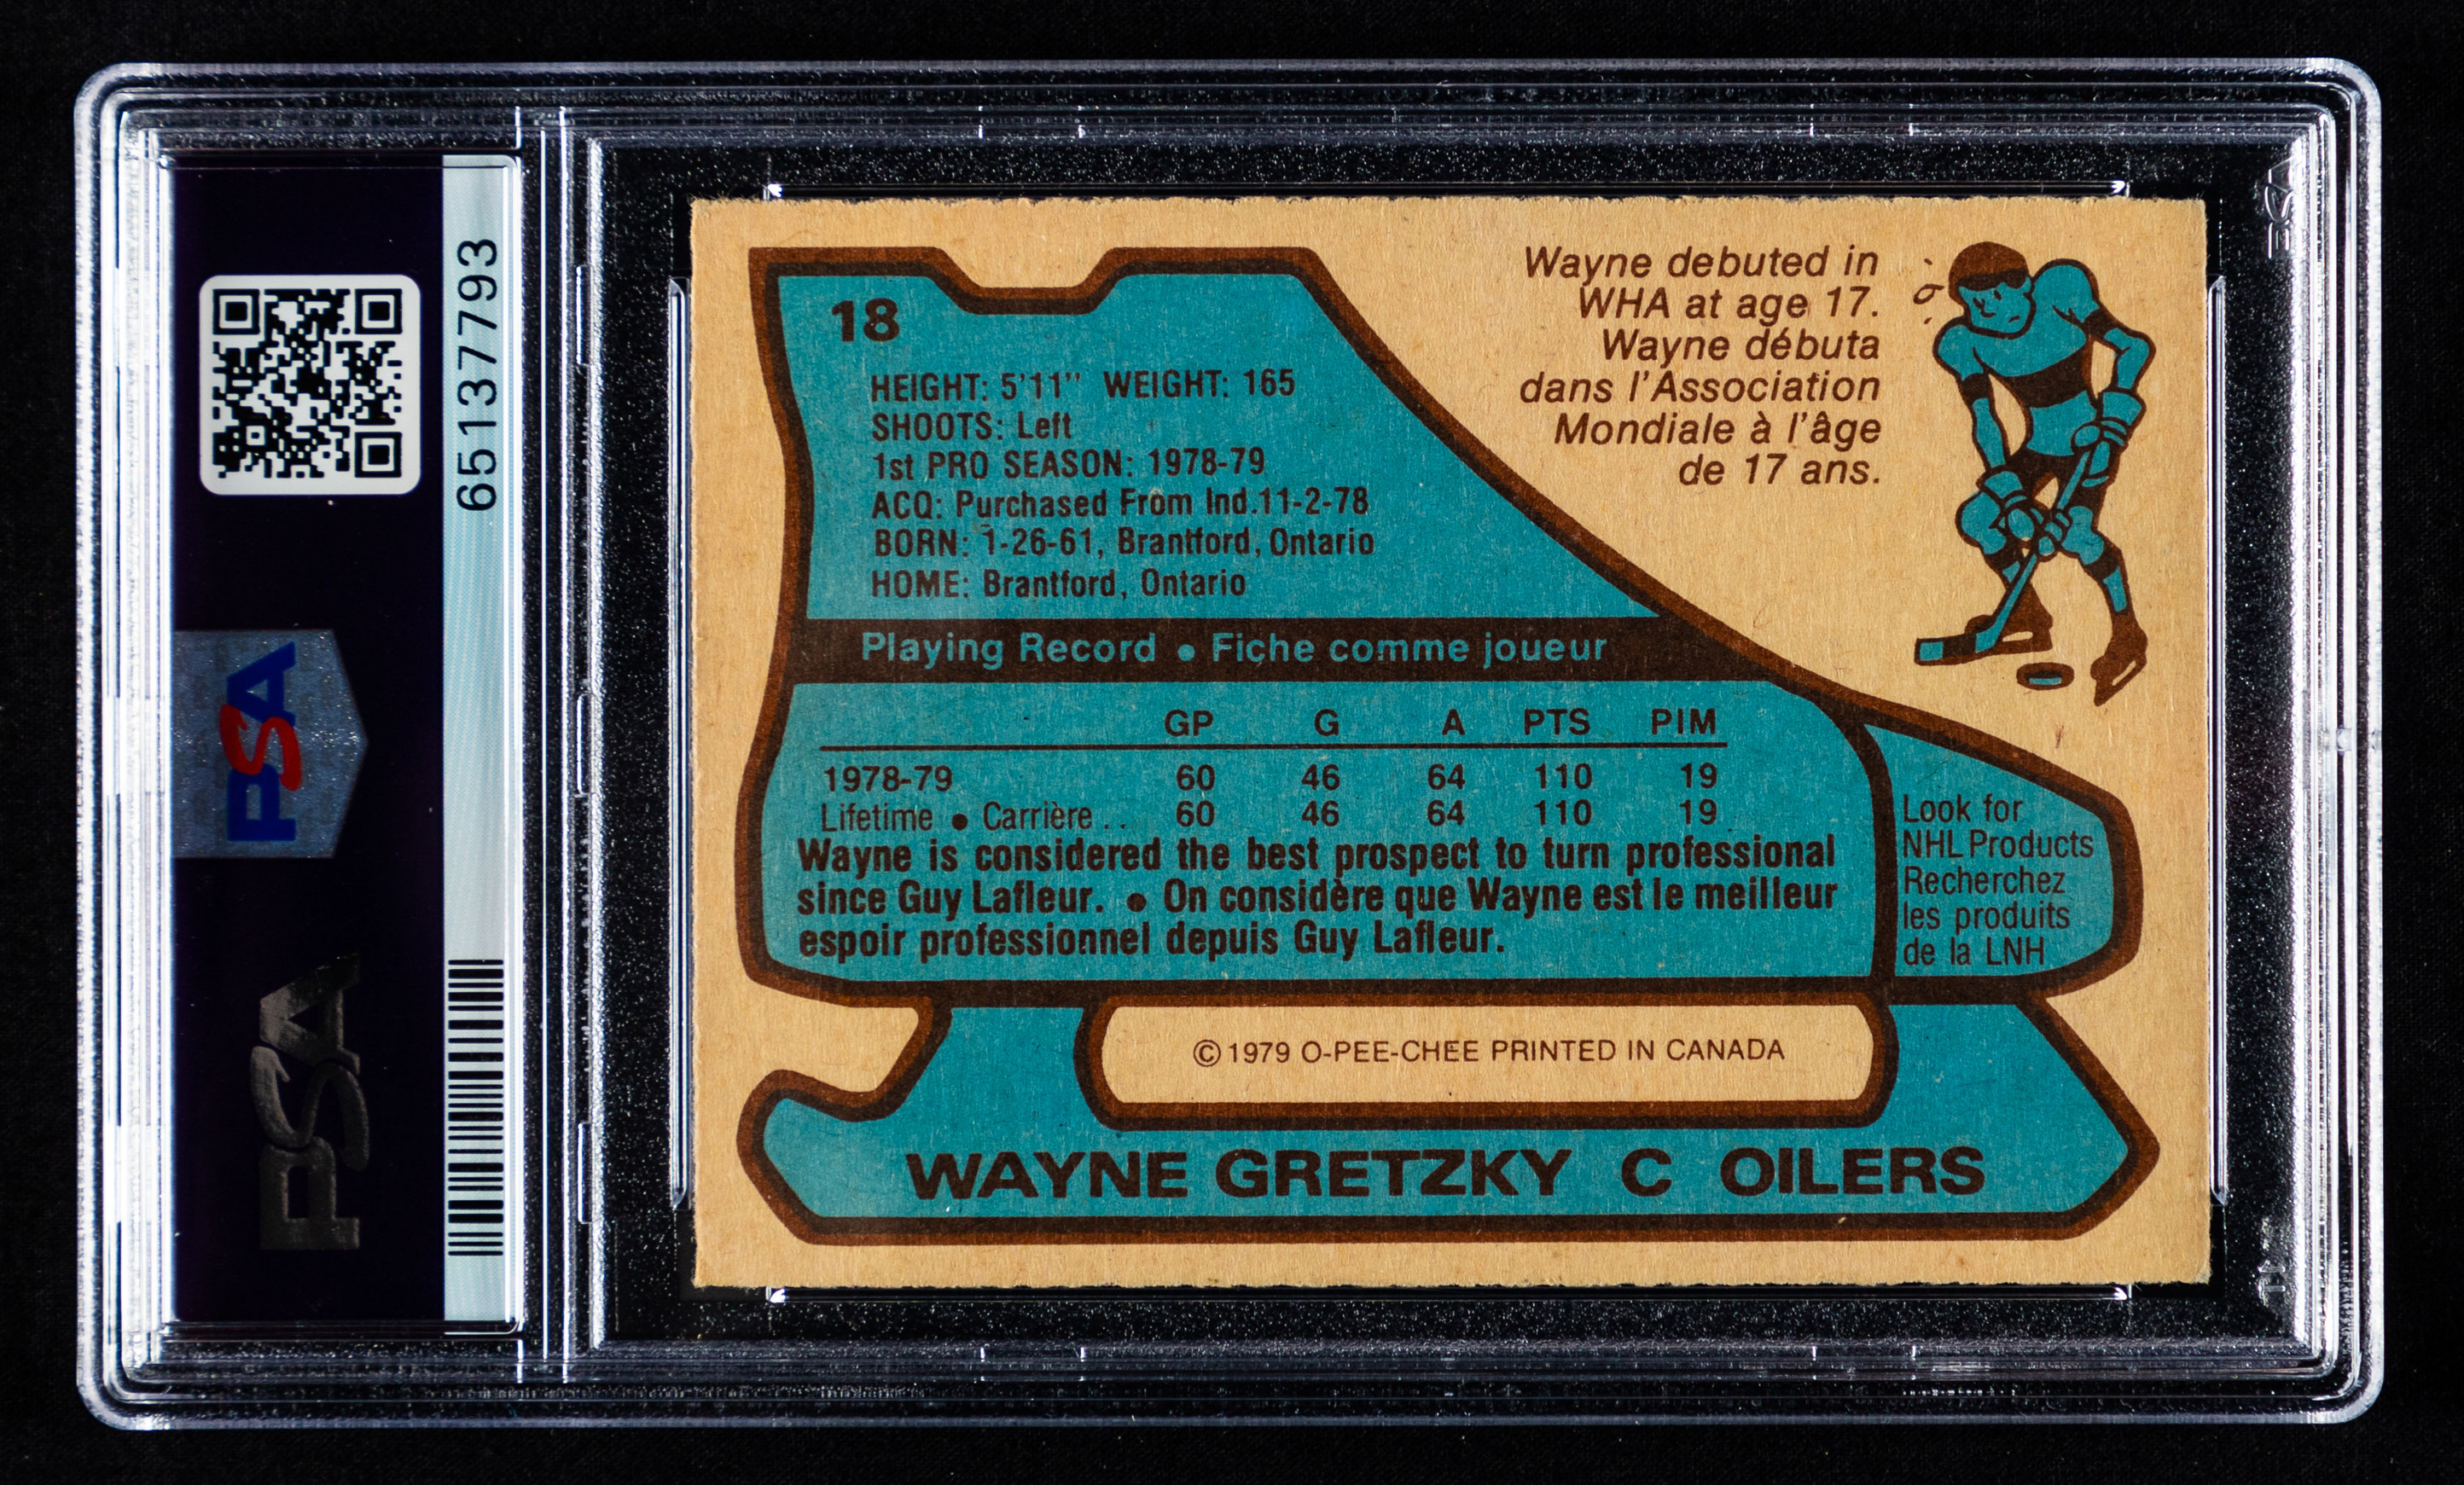 65137793
PSA
PSA
18
HEIGHT: 5'11" WEIGHT: 165
SHOOTS: Left
1st PRO SEASON: 1978-79
ACQ: Purchased From Ind.11-2-78
BORN: 1-26-61, Brantford, Ontario
HOME: Brantford, Ontario
Wayne debuted in
WHA at age 17.
Wayne débuta
dans l'Association
Mondiale à l'âge
de 17 ans.
Playing Record • Fiche comme joueur
GP G A PTS PIM
1978-79 60 46 64 110 19
Lifetime • Carrière .. 60 46 64 110 19
Wayne is considered the best prospect to turn professional
since Guy Lafleur. • On considère que Wayne est le meilleur
espoir professionnel depuis Guy Lafleur.
Look for
NHL Products
Recherchez
les produits
de la LNH
© 1979 O-PEE-CHEE PRINTED IN CANADA
WAYNE GRETZKY C OILERS